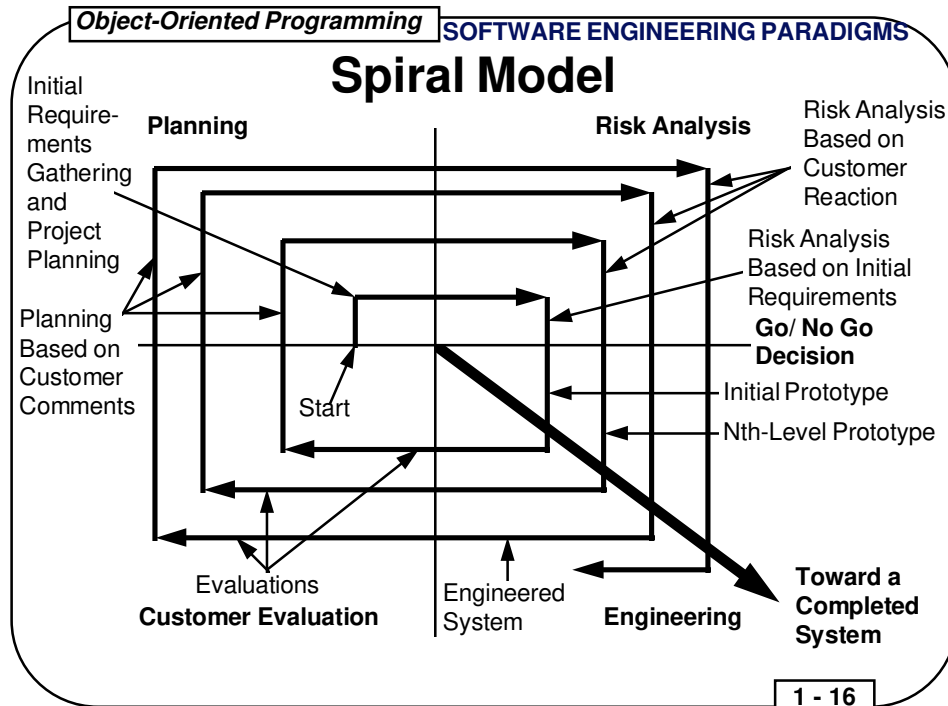 Object-Oriented Programming
SOFTWARE ENGINEERING PARADIGMS
Spiral Model
Initial
Require-
ments
Gathering
and
Project
Planning
Planning
Risk Analysis
Risk Analysis
Based on
Customer
Reaction
Risk Analysis
Based on Initial
Requirements
Go/ No Go
Decision
Planning
Based on
Customer
Comments
Start
Initial Prototype
Nth-Level Prototype
Evaluations
Customer Evaluation
Engineered
System
Engineering
Toward a
Completed
System
1 - 16